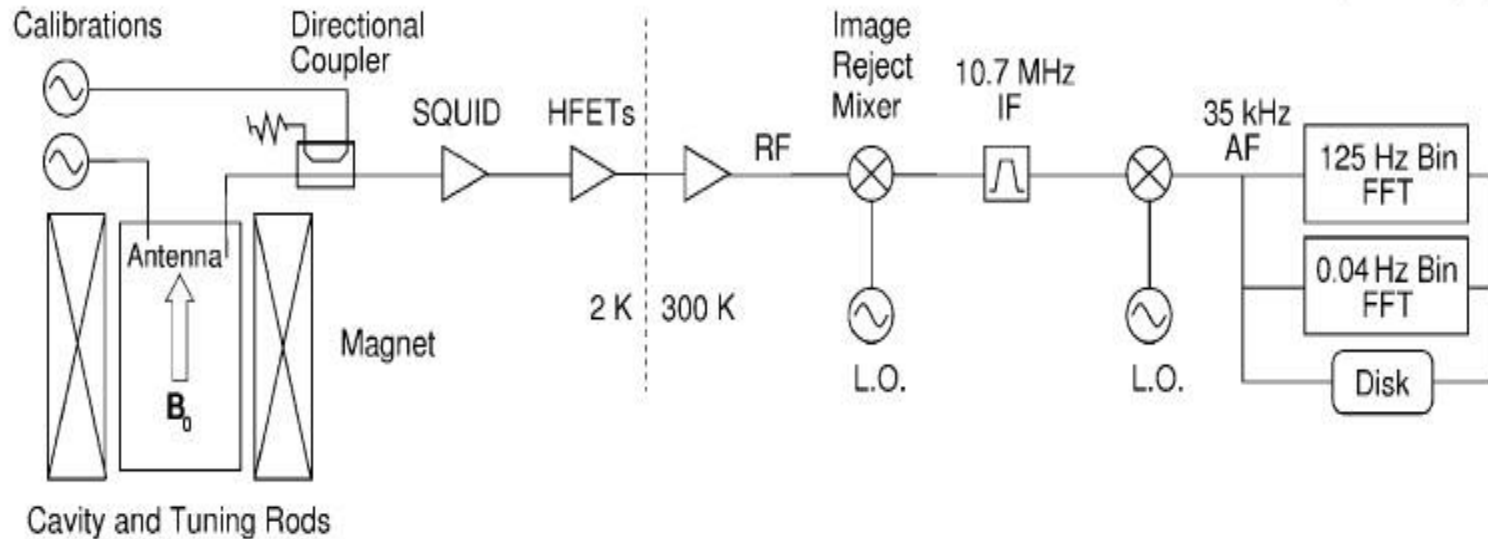 Calibrations
Directional
Coupler
SQUID
HFETs
RF
Image
Reject
Mixer
10.7 MHz
IF
35 kHz
AF
125 Hz Bin
FFT
0.04 Hz Bin
FFT
Disk
Antenna
B0
Magnet
2 K
300 K
L.O.
L.O.
Cavity and Tuning Rods